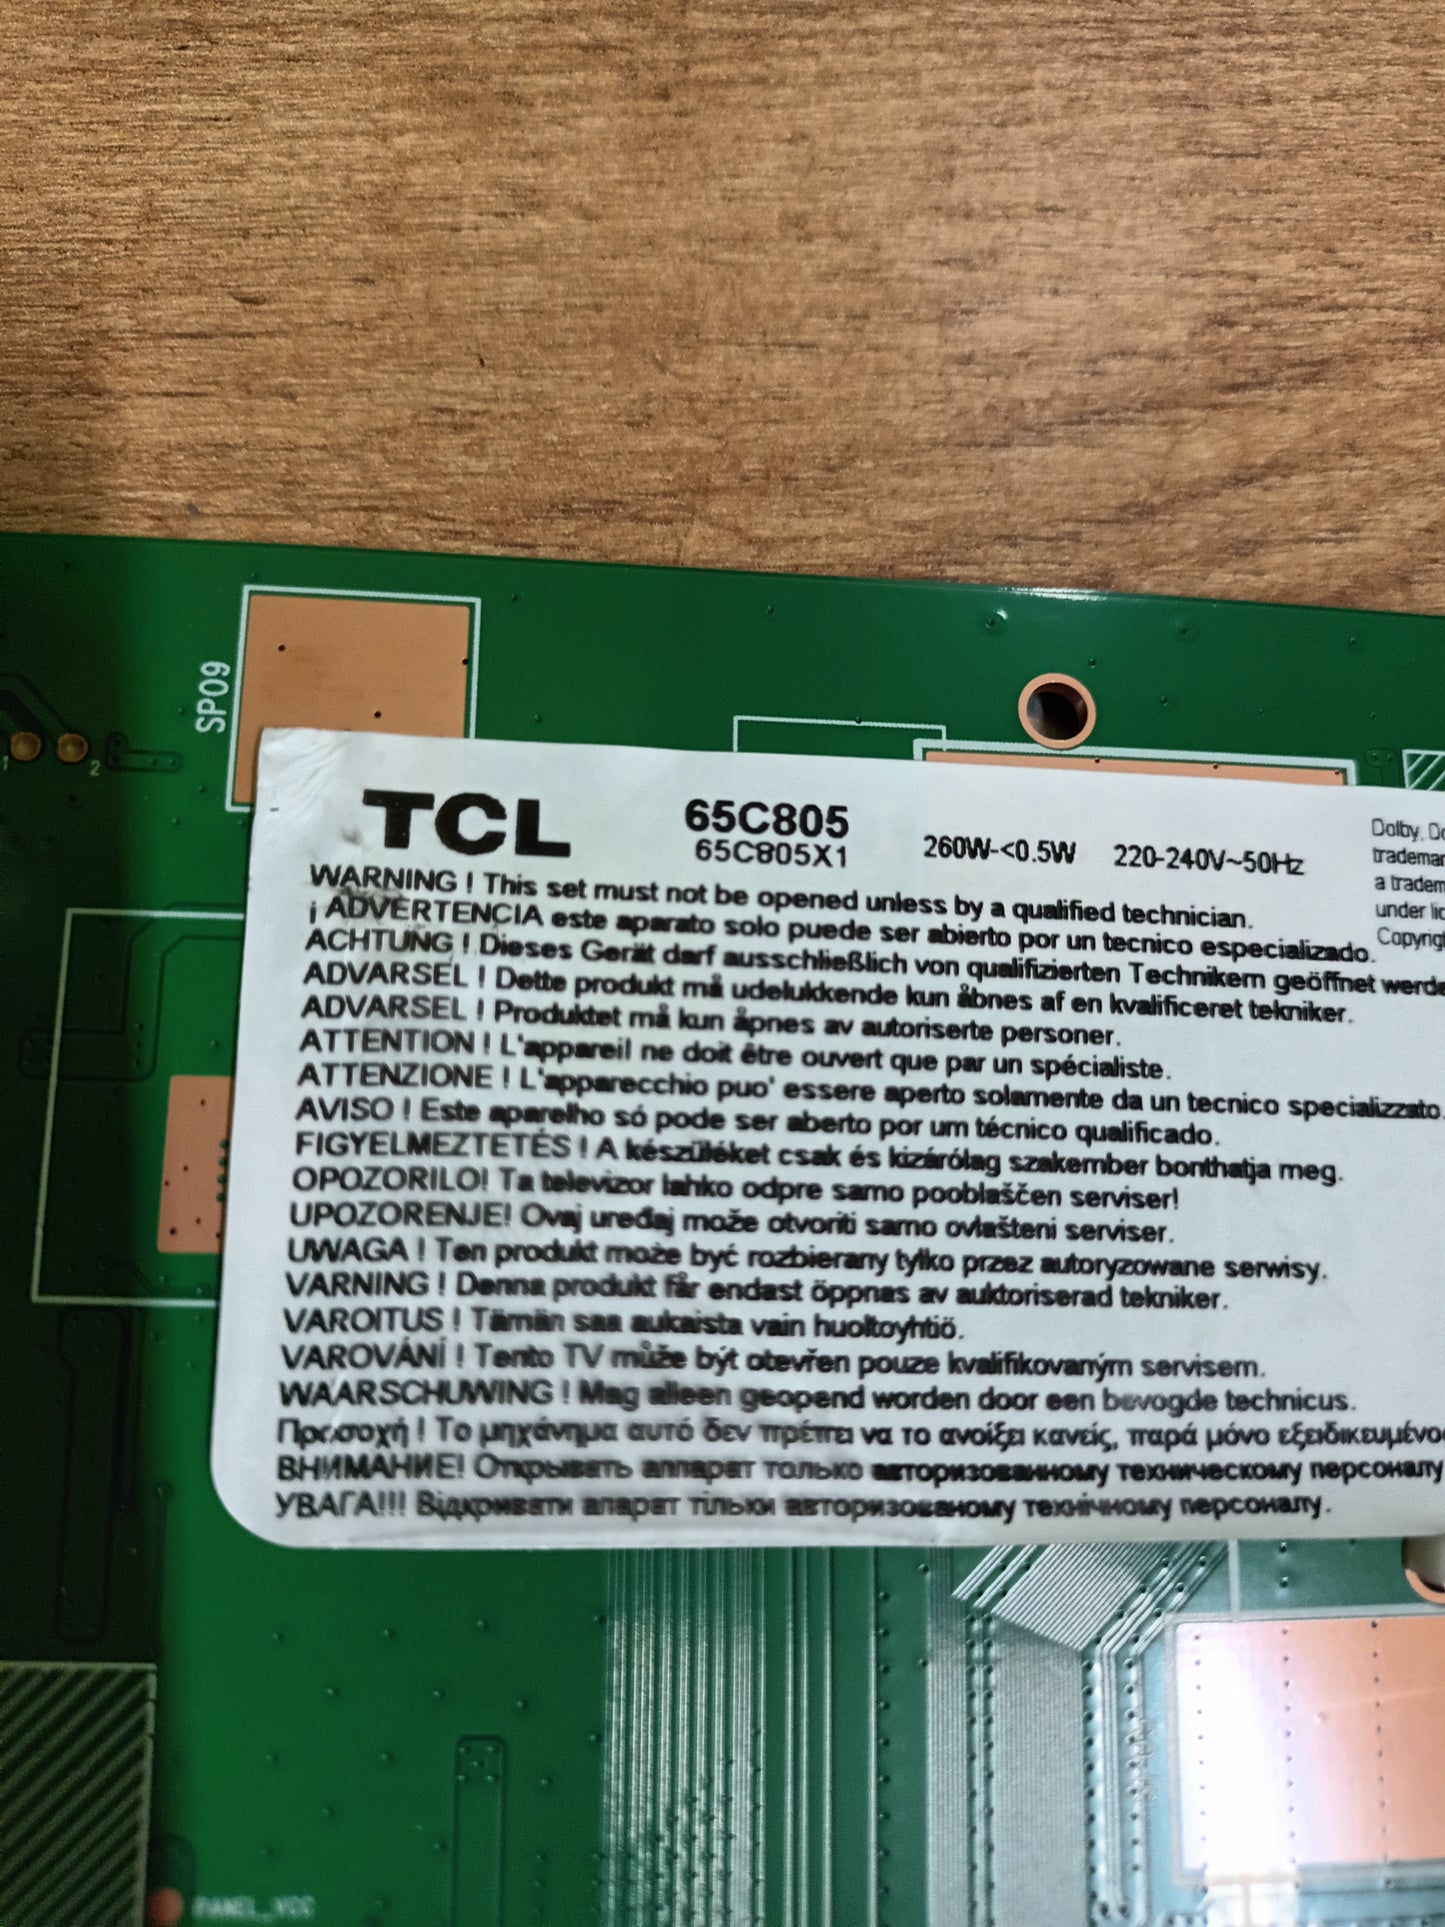 SP09
1
2
TCL
65C805
65C805X1
260W-<0.5W
220-240V~50Hz
Dolby, Do
tradema
a tradem
under lic
Copyrig
WARNING ! This set must not be opened unless by a qualified technician.
¡ ADVERTENCIA este aparato solo puede ser abierto por un tecnico especializado.
ACHTUNG ! Dieses Gerät darf ausschließlich von qualifizierten Technikern geöffnet werde
ADVARSEL ! Dette produkt må udelukkende kun åbnes af en kvalificeret tekniker.
ADVARSEL ! Produktet må kun åpnes av autoriserte personer.
ATTENTION ! L'appareil ne doit être ouvert que par un spécialiste.
ATTENZIONE ! L'apparecchio puo' essere aperto solamente da un tecnico specializzato.
AVISO ! Este aparelho só pode ser aberto por um técnico qualificado.
FIGYELMEZTETÉS ! A készüléket csak és kizárólag szakember bonthatja meg.
OPOZORILO! Ta televizor lahko odpre samo pooblaščen serviser!
UPOZORENJE! Ovaj uređaj može otvoriti samo ovlašteni serviser.
UWAGA ! Ten produkt może być rozbierany tylko przez autoryzowane serwisy.
VARNING ! Denna produkt får endast öppnas av auktoriserad tekniker.
VAROITUS ! Tämän saa aukaista vain huoltoyhtiö.
VAROVÁNÍ ! Tento TV může být otevřen pouze kvalifikovaným servisem.
WAARSCHUWING ! Mag alleen geopend worden door een bevogde technicus.
Προσοχή ! Το μηχάνημα αυτό δεν πρέπει να το ανοίξει κανείς, παρά μόνο εξειδικευμένο
ВНИМАНИЕ! Открывать аппарат только авторизованному техническому персоналу
УВАГА!!! Відкривати апарат тільки авторизованому технічному персоналу.
PANEL_VCC